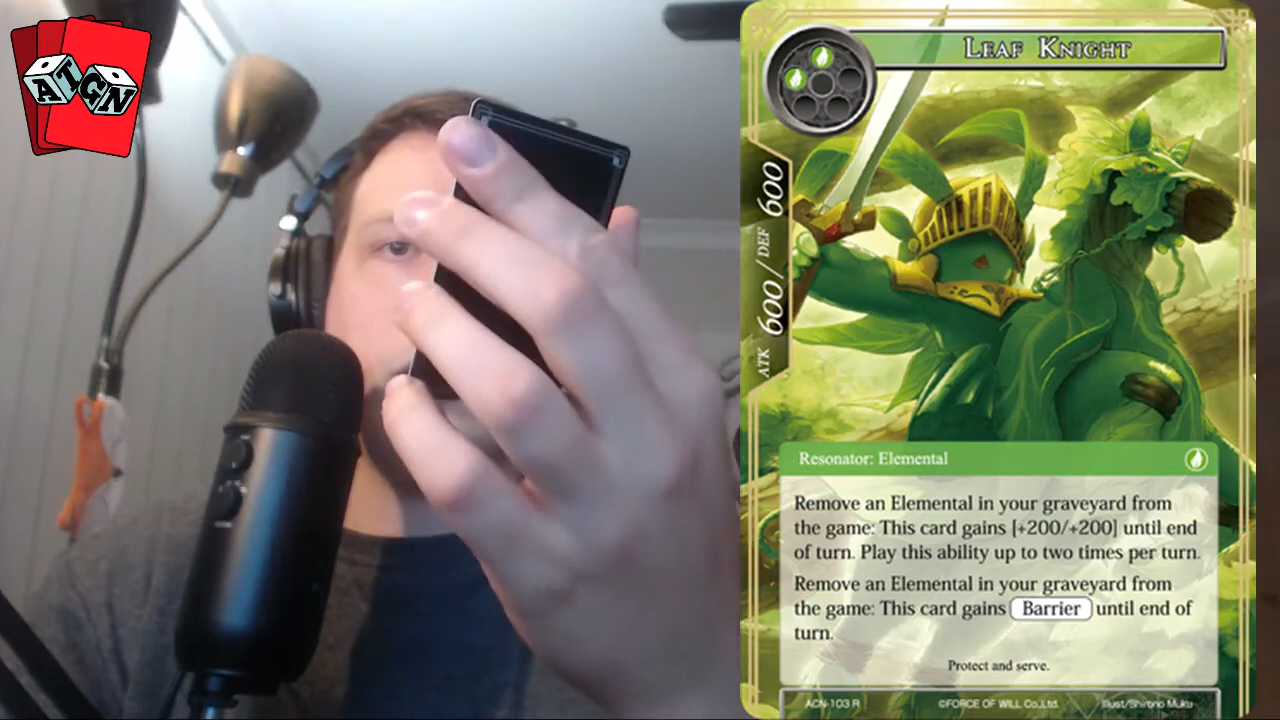 ATCN
LEAF KNIGHT
ATK 600 / DEF 600
Resonator: Elemental
Remove an Elemental in your graveyard from
the game: This card gains [+200/+200] until end
of turn. Play this ability up to two times per turn.
Remove an Elemental in your graveyard from
the game: This card gains Barrier until end of
turn.
Protect and serve.
ACN-103 R
©FORCE OF WILL Co.,Ltd.
Illust/Shirono Muku